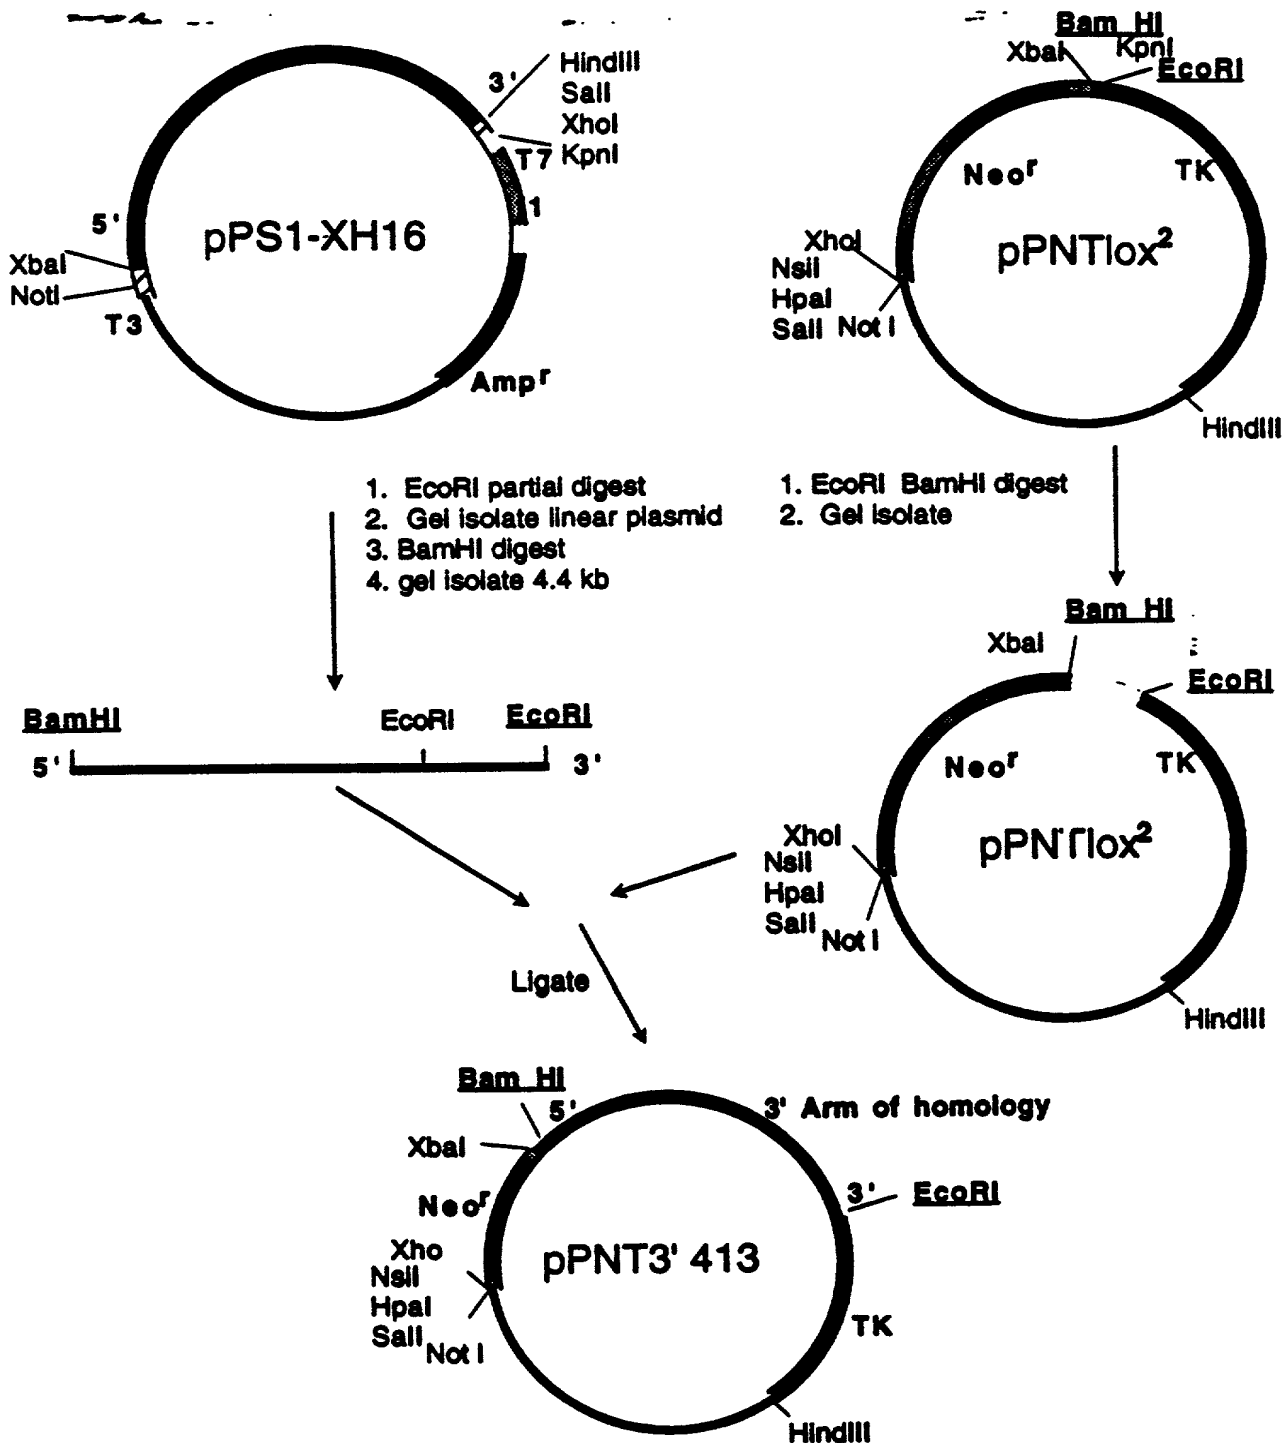 3'
HindIII
SalI
XhoI
KpnI
T7
1
5'
pPS1-XH16
XbaI
NotI
T3
Amp^r
Bam HI
XbaI
KpnI
EcoRI
Neo^r
TK
pPNTlox²
XhoI
NsiI
HpaI
SalI
Not I
HindIII
1. EcoRI partial digest
2. Gel isolate linear plasmid
3. BamHI digest
4. gel isolate 4.4 kb
1. EcoRI BamHI digest
2. Gel isolate
BamHI
EcoRI
EcoRI
5'
3'
Bam HI
XbaI
EcoRI
Neo^r
TK
pPNTlox²
XhoI
NsiI
HpaI
SalI
Not I
HindIII
Ligate
Bam HI
5'
3' Arm of homology
XbaI
Neo^r
3'
EcoRI
Xho
NsiI
HpaI
SalI
Not I
pPNT3' 413
TK
HindIII